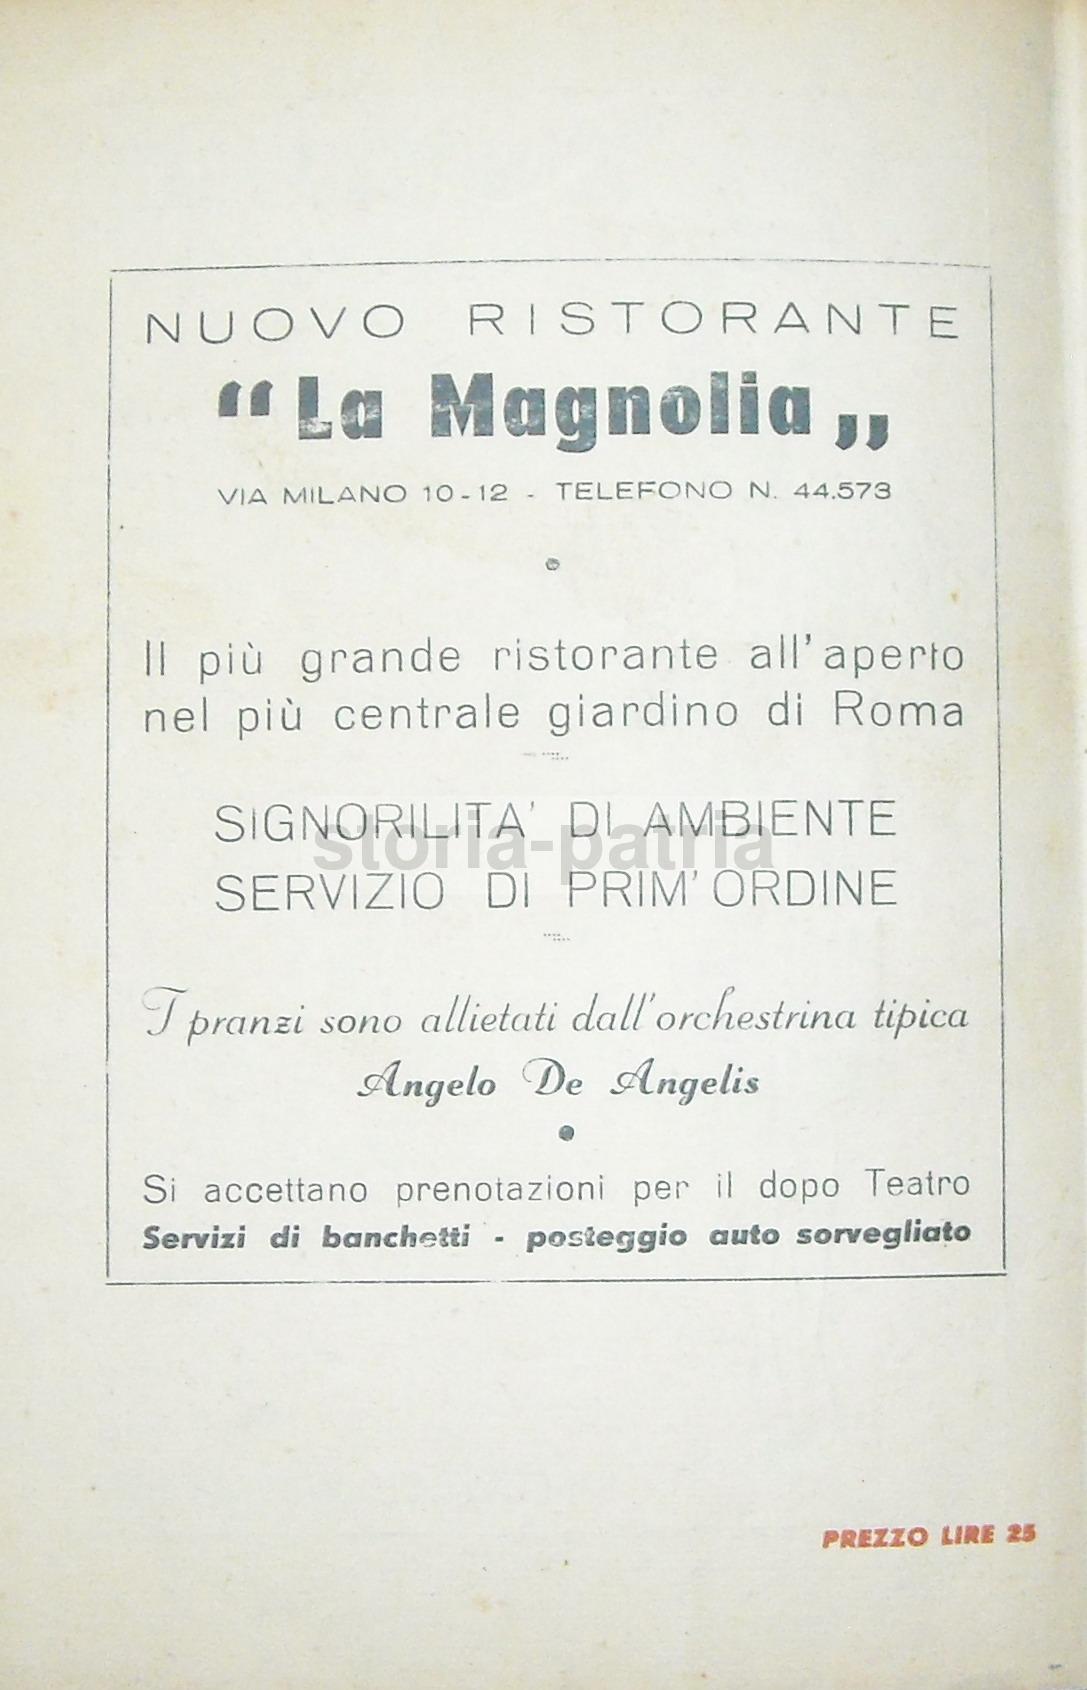 NUOVO RISTORANTE
“La Magnolia„
VIA MILANO 10-12 - TELEFONO N. 44.573
Il più grande ristorante all'aperto
nel più centrale giardino di Roma
SIGNORILITA' DI AMBIENTE
storia-patria
SERVIZIO DI PRIM'ORDINE
I pranzi sono allietati dall'orchestrina tipica
Angelo De Angelis
Si accettano prenotazioni per il dopo Teatro
Servizi di banchetti - posteggio auto sorvegliato
PREZZO LIRE 25